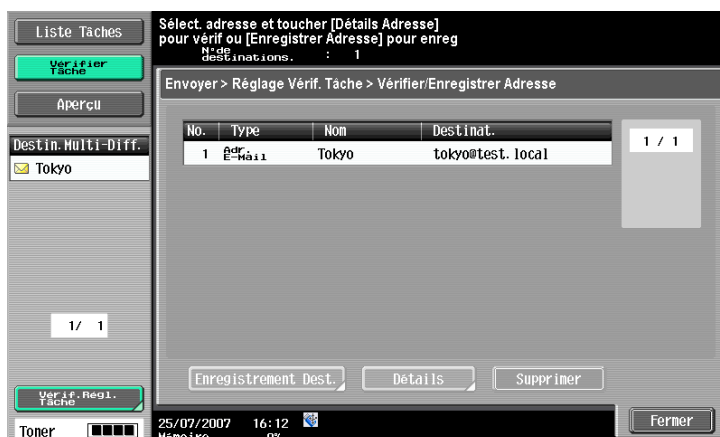 Liste Tâches
Sélect. adresse et toucher [Détails Adresse]
pour vérif ou [Enregistrer Adresse] pour enreg
N° de destinations. : 1
Vérifier Tâche
Aperçu
Envoyer > Réglage Vérif. Tâche > Vérifier/Enregistrer Adresse
Destin.Multi-Diff.
Tokyo
No. Type Nom Destinat.
1 Adr. E-Mail Tokyo tokyo@test.local
1 / 1
1/ 1
Enregistrement Dest. Détails Supprimer
Vérif.Régl. Tâche
Toner
25/07/2007 16:12
Mémoire 0%
Fermer